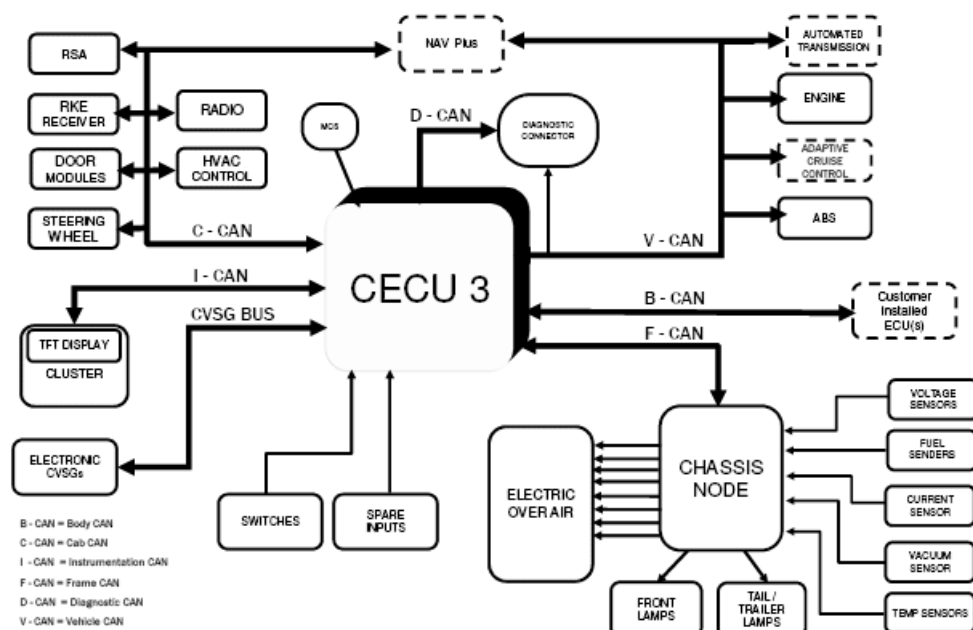 RSA
NAV Plus
AUTOMATED
TRANSMISSION
RKE
RECEIVER
RADIO
MCS
D - CAN
DIAGNOSTIC
CONNECTOR
ENGINE
DOOR
MODULES
HVAC
CONTROL
ADAPTIVE
CRUISE
CONTROL
STEERING
WHEEL
C - CAN
V - CAN
ABS
CECU 3
I - CAN
CVSG BUS
TFT DISPLAY
CLUSTER
B - CAN
Customer
Installed
ECU(s)
F - CAN
ELECTRONIC
CVSGs
SWITCHES
SPARE
INPUTS
ELECTRIC
OVER AIR
CHASSIS
NODE
VOLTAGE
SENSORS
FUEL
SENDERS
CURRENT
SENSOR
VACUUM
SENSOR
TEMP SENSORS
FRONT
LAMPS
TAIL /
TRAILER
LAMPS
B - CAN = Body CAN
C - CAN = Cab CAN
I - CAN = Instrumentation CAN
F - CAN = Frame CAN
D - CAN = Diagnostic CAN
V - CAN = Vehicle CAN